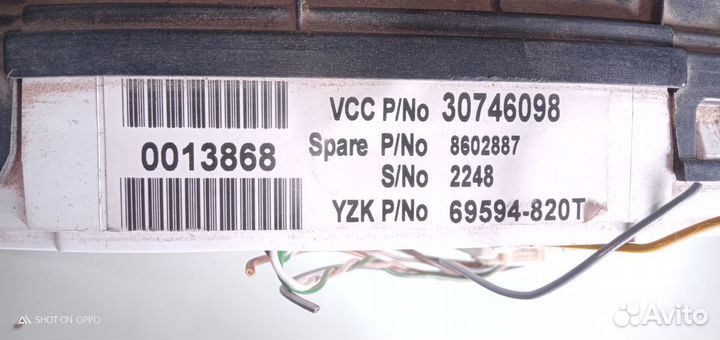 VCC P/No 30746098
0013868
Spare P/No 8602887
S/No 2248
YZK P/No 69594-820T
SHOT ON OPPO
Avito